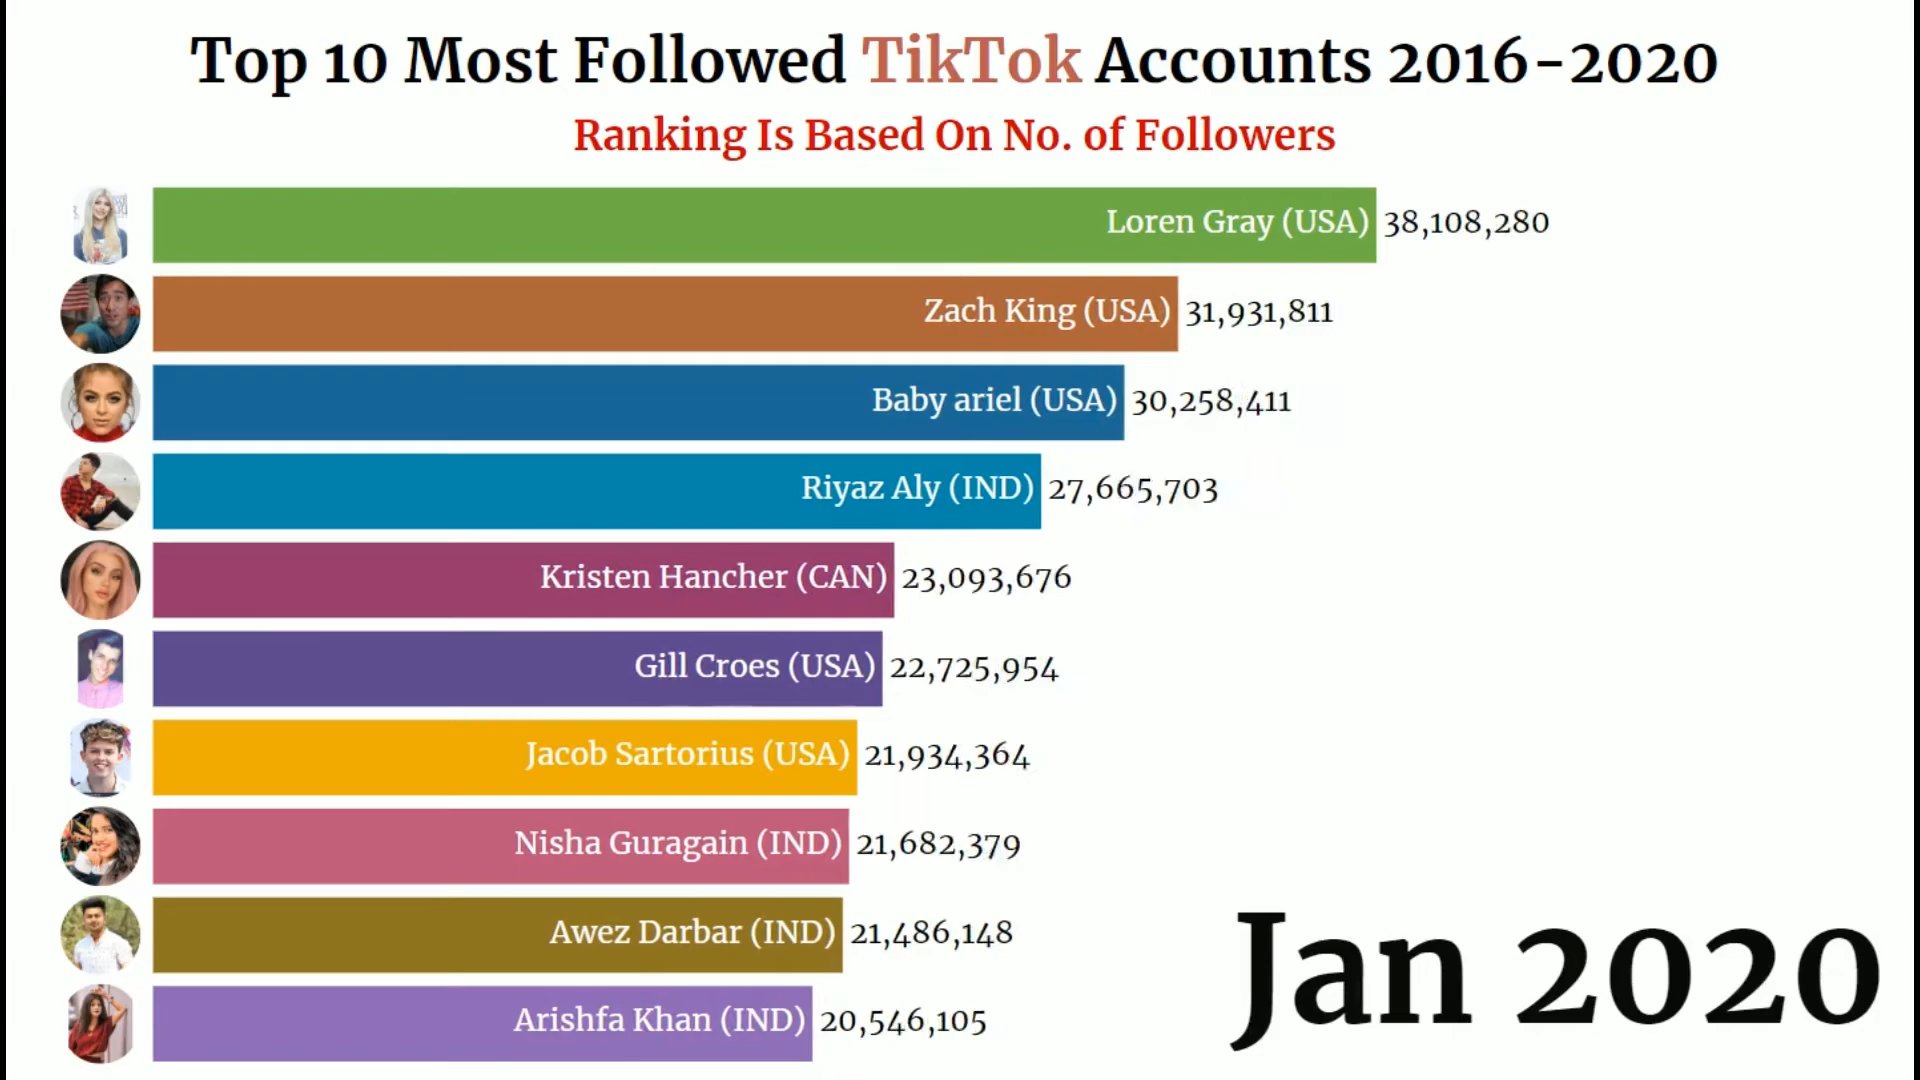 Top 10 Most Followed TikTok Accounts 2016-2020
Ranking Is Based On No. of Followers
Loren Gray (USA) 38,108,280
Zach King (USA) 31,931,811
Baby ariel (USA) 30,258,411
Riyaz Aly (IND) 27,665,703
Kristen Hancher (CAN) 23,093,676
Gill Croes (USA) 22,725,954
Jacob Sartorius (USA) 21,934,364
Nisha Guragain (IND) 21,682,379
Awez Darbar (IND) 21,486,148
Arishfa Khan (IND) 20,546,105
Jan 2020